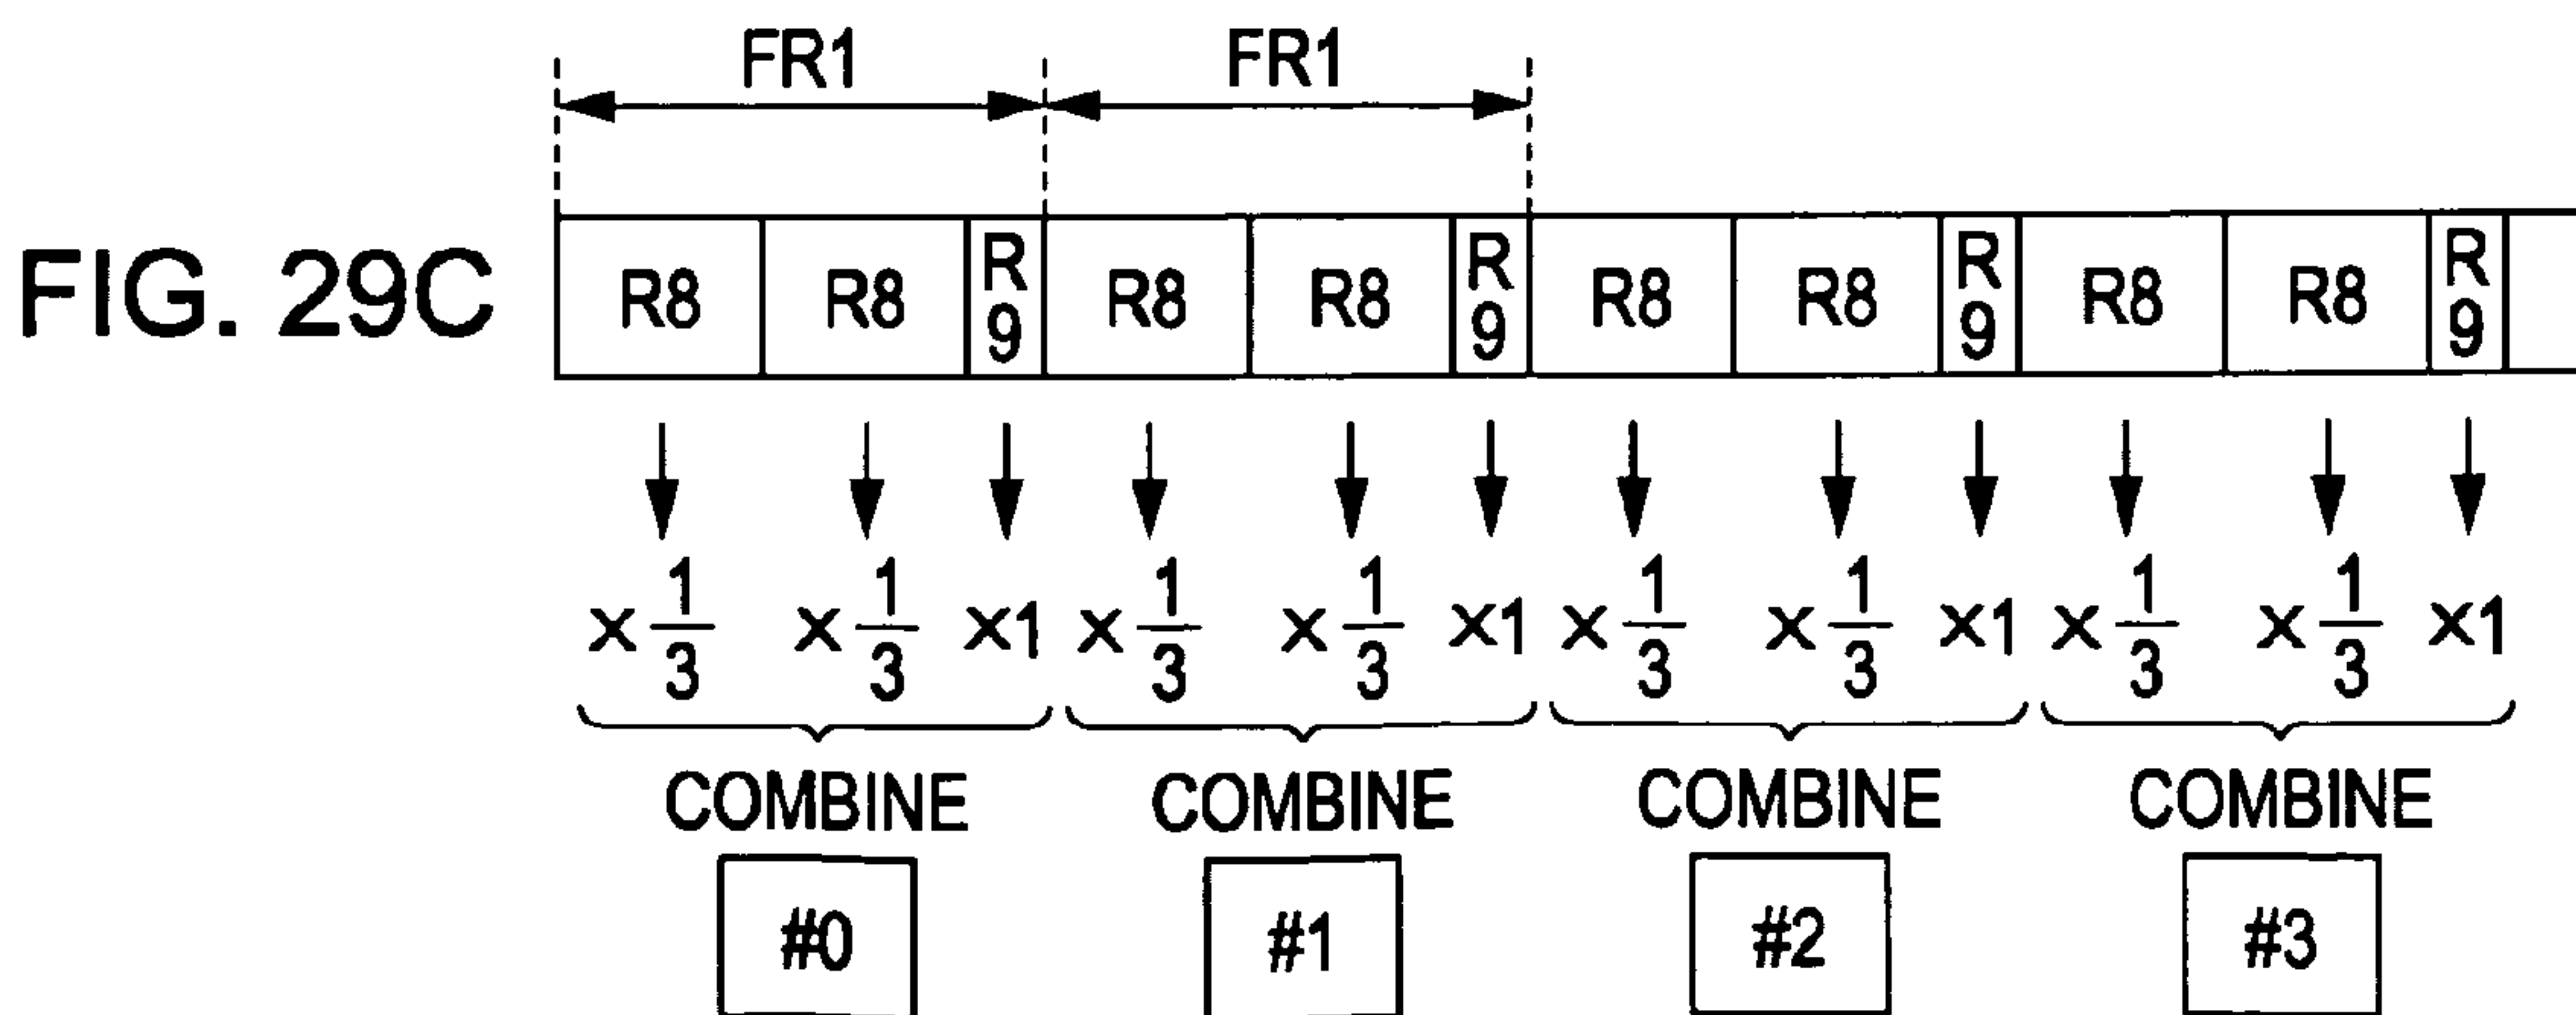 FR1 FR1
FIG. 29C R8 R8 R9 R8 R8 R9 R8 R8 R9 R8 R8 R9
×1/3 ×1/3 ×1 ×1/3 ×1/3 ×1 ×1/3 ×1/3 ×1 ×1/3 ×1/3 ×1
COMBINE COMBINE COMBINE COMBINE
#0 #1 #2 #3